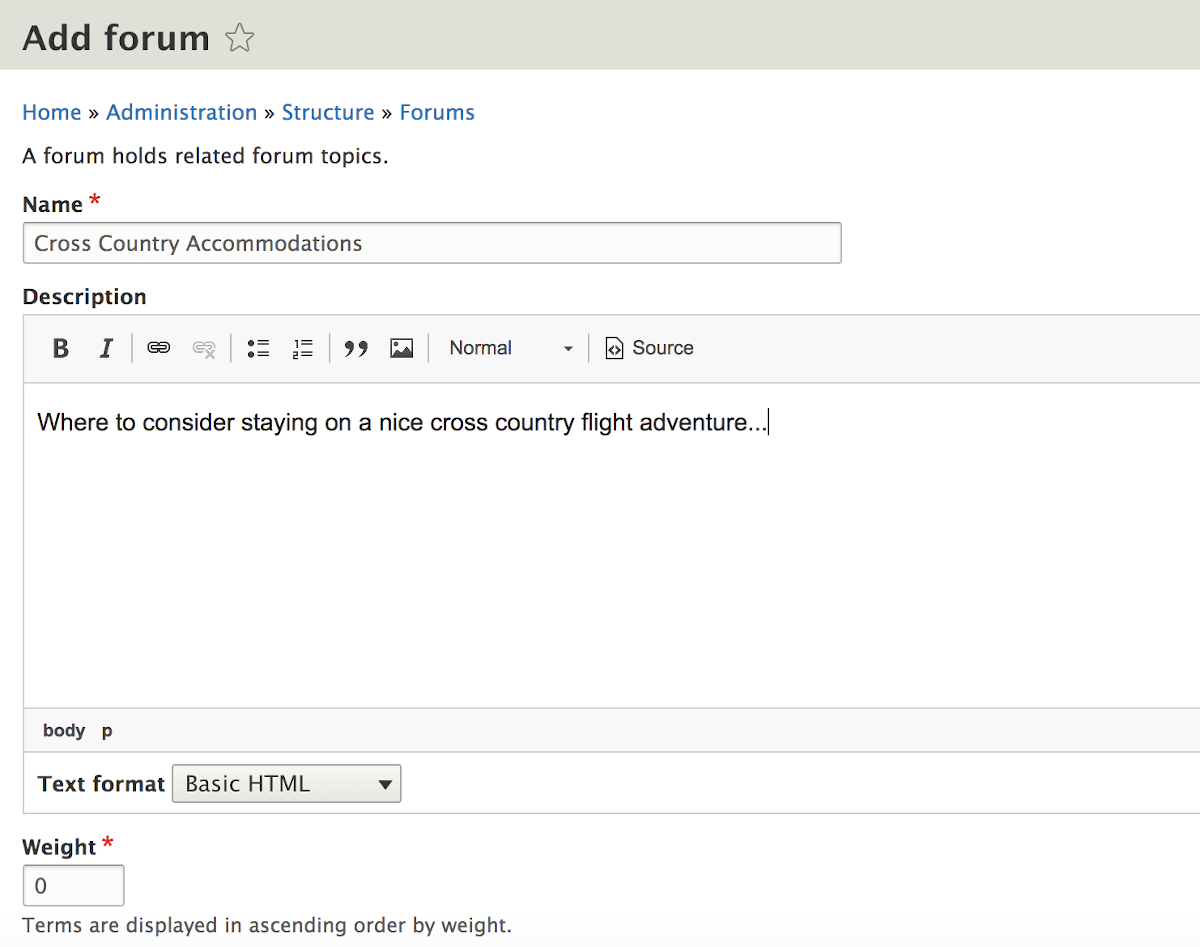 Add forum
Home » Administration » Structure » Forums
A forum holds related forum topics.
Name *
Cross Country Accommodations
Description
B I Normal Source
Where to consider staying on a nice cross country flight adventure...
body p
Text format Basic HTML
Weight *
0
Terms are displayed in ascending order by weight.